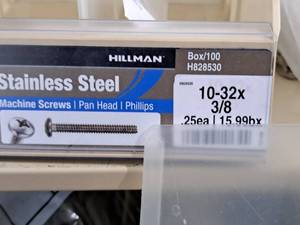 HILLMAN
Box/100
H828530
Stainless Steel
Machine Screws | Pan Head | Phillips
10-32x
3/8
.25ea | 15.99bx